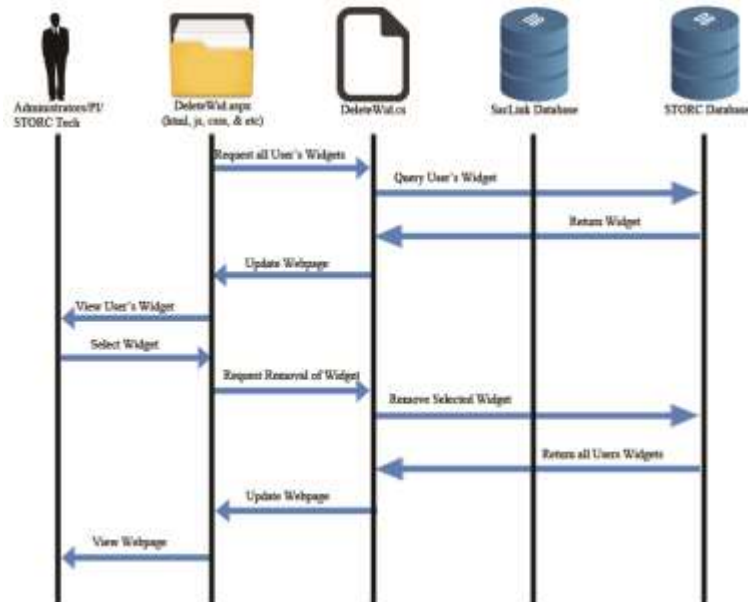 Administrators/PI/
STORC Tech
DeleteWid.aspx
(html, js, css, & etc)
DeleteWid.cs
SarLink Database
STORC Database
Request all User's Widgets
Query User's Widget
Return Widget
Update Webpage
View User's Widget
Select Widget
Request Removal of Widget
Remove Selected Widget
Return all Users Widgets
Update Webpage
View Webpage